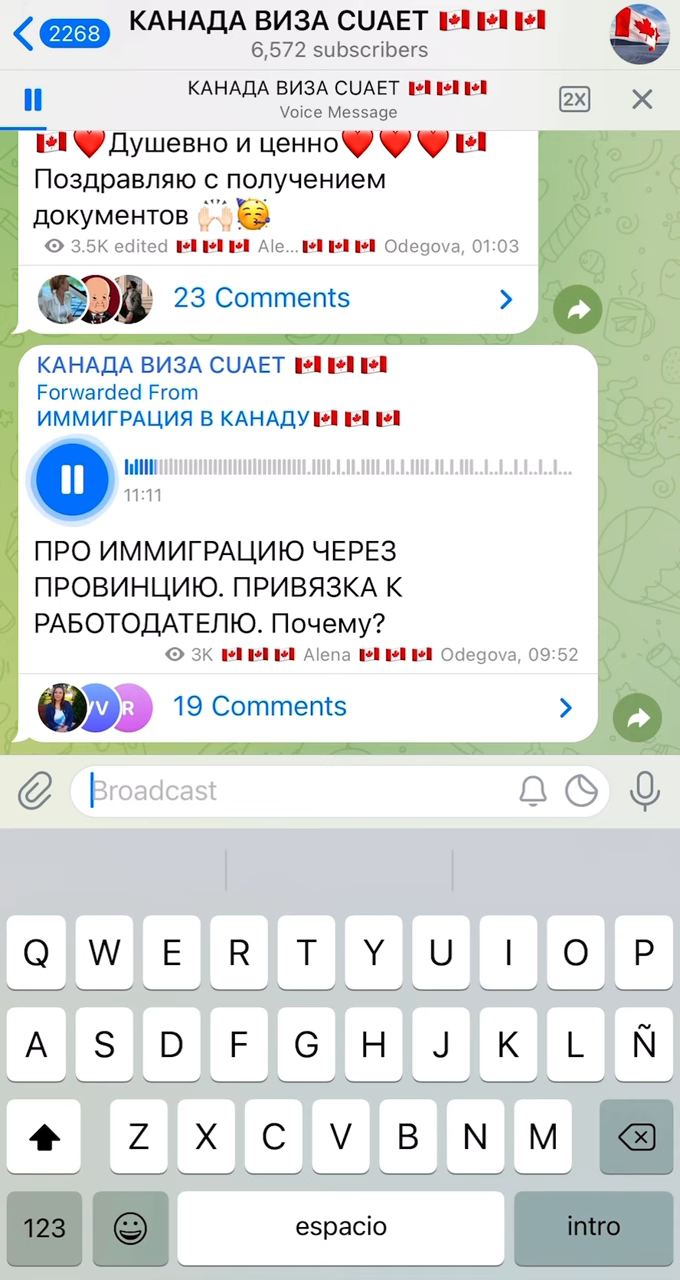 2268
КАНАДА ВИЗА CUAET 🇨🇦🇨🇦🇨🇦
6,572 subscribers
КАНАДА ВИЗА CUAET 🇨🇦🇨🇦🇨🇦
Voice Message
2X
🇨🇦❤️Душевно и ценно❤️❤️❤️🇨🇦
Поздравляю с получением
документов 🙌🏻🥳
3.5K edited 🇨🇦🇨🇦🇨🇦 Ale...🇨🇦🇨🇦🇨🇦 Odegova, 01:03
23 Comments
КАНАДА ВИЗА CUAET 🇨🇦🇨🇦🇨🇦
Forwarded From
ИММИГРАЦИЯ В КАНАДУ🇨🇦🇨🇦🇨🇦
11:11
ПРО ИММИГРАЦИЮ ЧЕРЕЗ
ПРОВИНЦИЮ. ПРИВЯЗКА К
РАБОТОДАТЕЛЮ. Почему?
3K 🇨🇦🇨🇦🇨🇦 Alena 🇨🇦🇨🇦🇨🇦 Odegova, 09:52
VV R
19 Comments
Broadcast
Q W E R T Y U I O P
A S D F G H J K L Ñ
Z X C V B N M
123 espacio intro